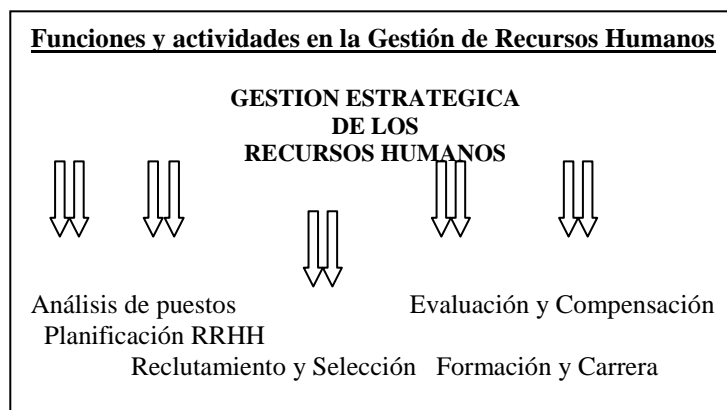 Funciones y actividades en la Gestión de Recursos Humanos
GESTION ESTRATEGICA
DE LOS
RECURSOS HUMANOS
Análisis de puestos Evaluación y Compensación
Planificación RRHH
Reclutamiento y Selección Formación y Carrera